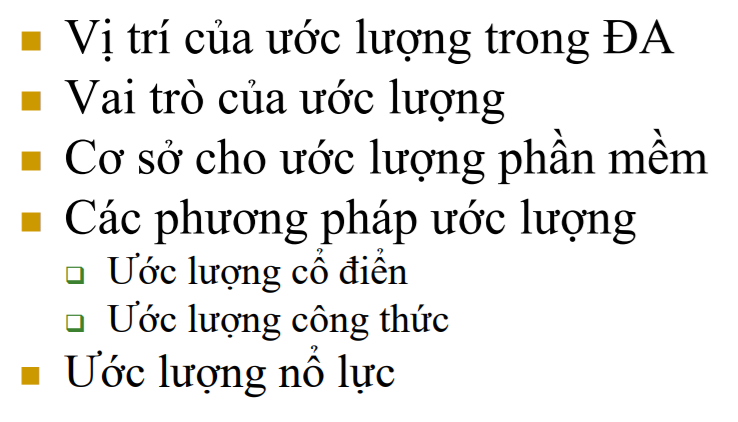 Vị trí của ước lượng trong ĐA
Vai trò của ước lượng
Cơ sở cho ước lượng phần mềm
Các phương pháp ước lượng
Ước lượng cổ điển
Ước lượng công thức
Ước lượng nổ lực